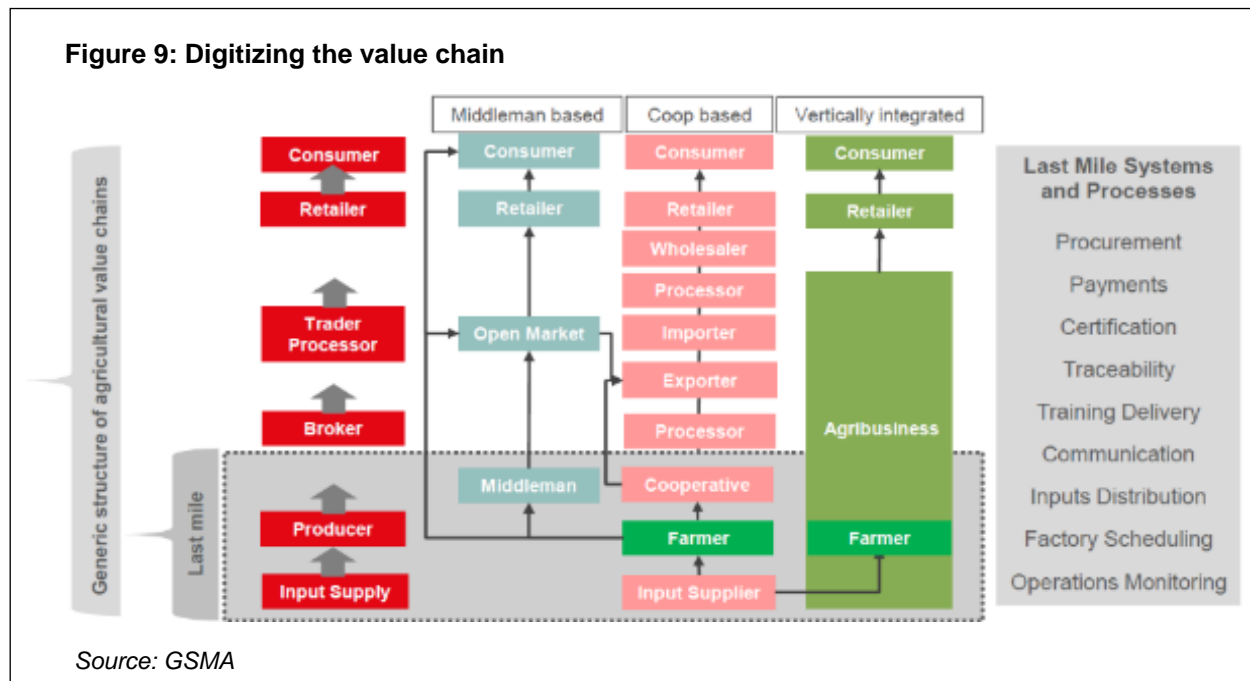 Figure 9: Digitizing the value chain
Generic structure of agricultural value chains
Last mile
Consumer
Retailer
Trader
Processor
Broker
Producer
Input Supply
Middleman based
Consumer
Retailer
Open Market
Middleman
Coop based
Consumer
Retailer
Wholesaler
Processor
Importer
Exporter
Processor
Cooperative
Farmer
Input Supplier
Vertically integrated
Consumer
Retailer
Agribusiness
Farmer
Last Mile Systems
and Processes
Procurement
Payments
Certification
Traceability
Training Delivery
Communication
Inputs Distribution
Factory Scheduling
Operations Monitoring
Source: GSMA